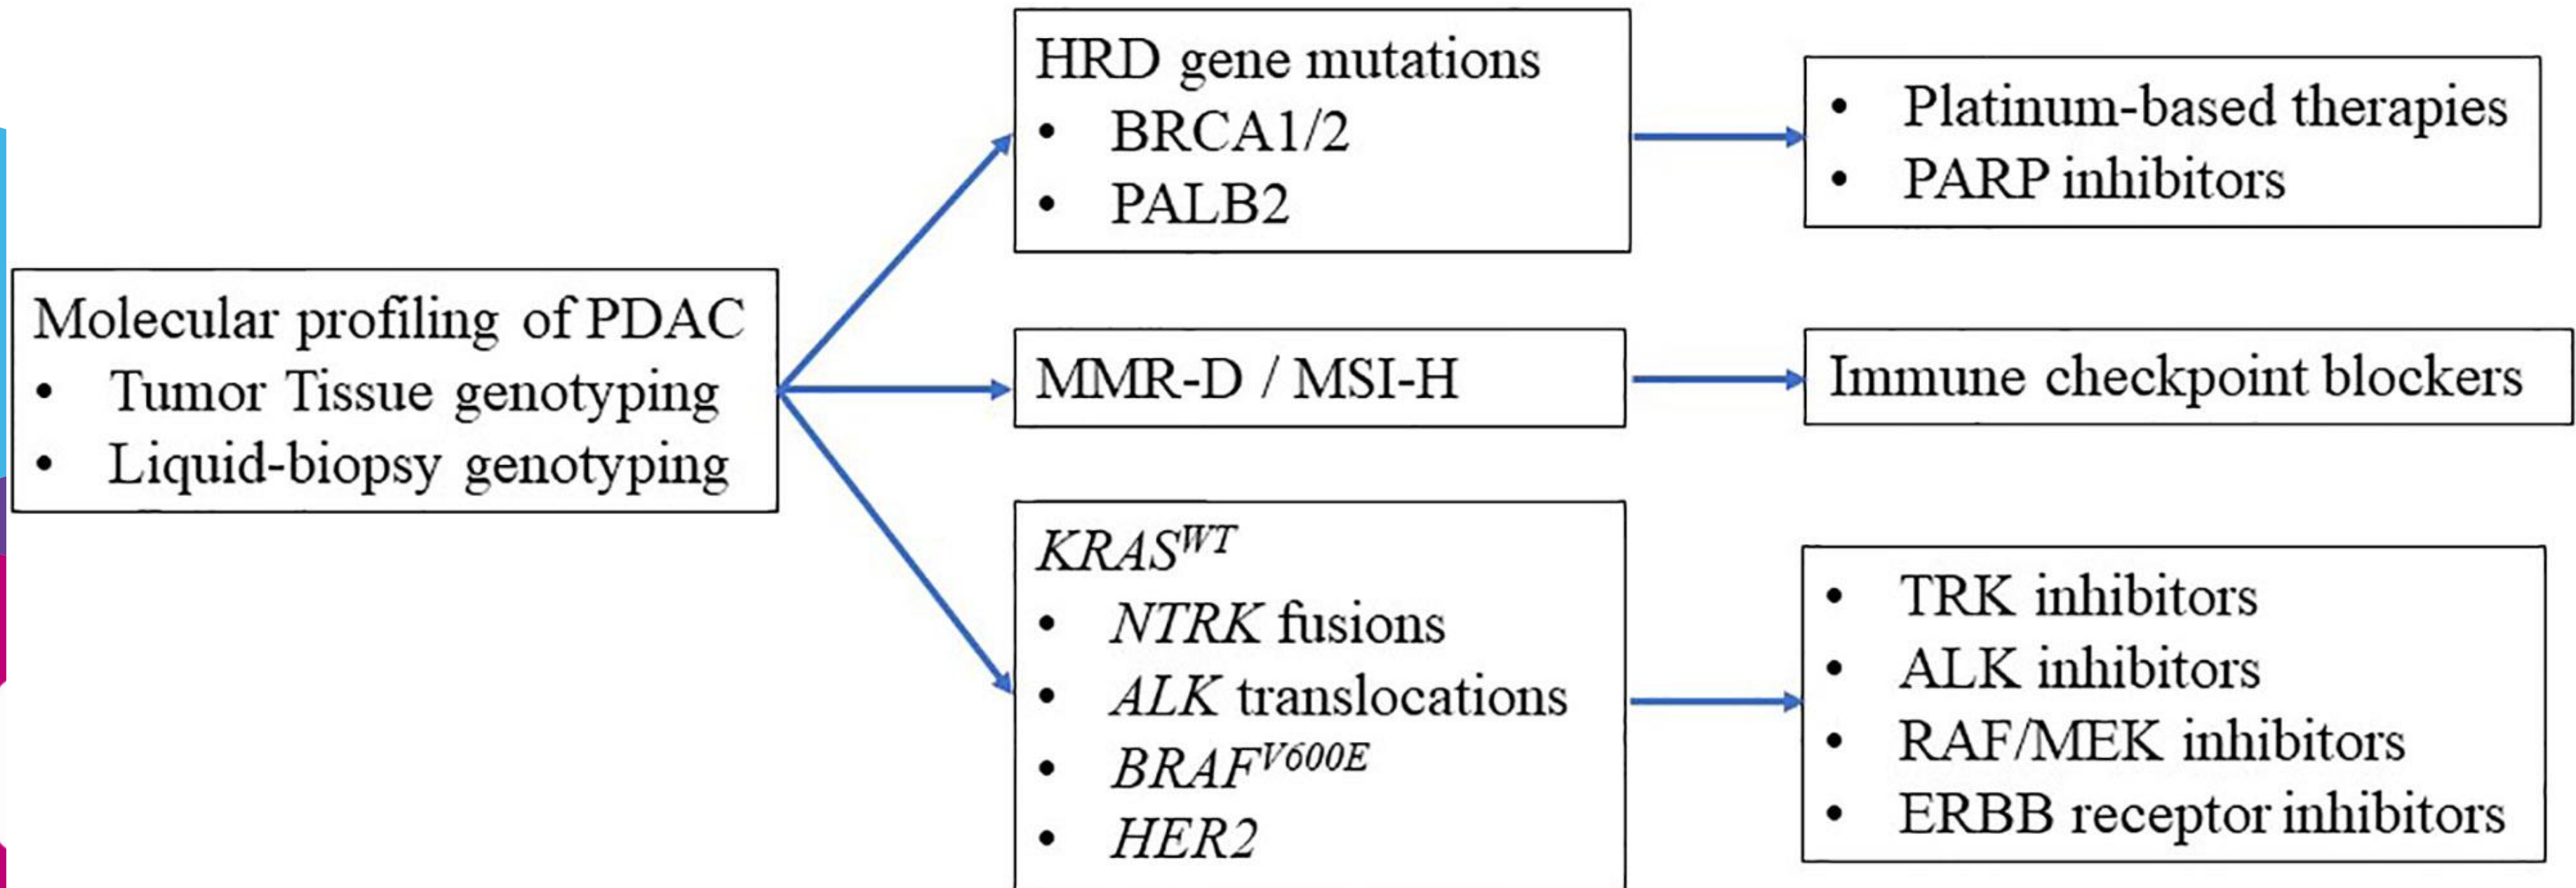 Molecular profiling of PDAC
• Tumor Tissue genotyping
• Liquid-biopsy genotyping
HRD gene mutations
• BRCA1/2
• PALB2
• Platinum-based therapies
• PARP inhibitors
MMR-D / MSI-H
Immune checkpoint blockers
KRASWT
• NTRK fusions
• ALK translocations
• BRAFV600E
• HER2
• TRK inhibitors
• ALK inhibitors
• RAF/MEK inhibitors
• ERBB receptor inhibitors